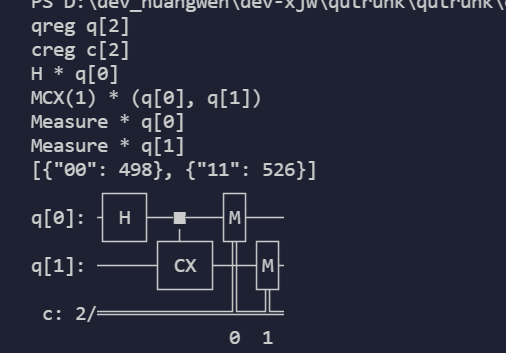 PS D:\dev_huangwen\dev-xjw\qutrunk\qutrunk\
qreg q[2]
creg c[2]
H * q[0]
MCX(1) * (q[0], q[1])
Measure * q[0]
Measure * q[1]
[{"00": 498}, {"11": 526}]
q[0]: H M
q[1]: CX M
c: 2/
0 1